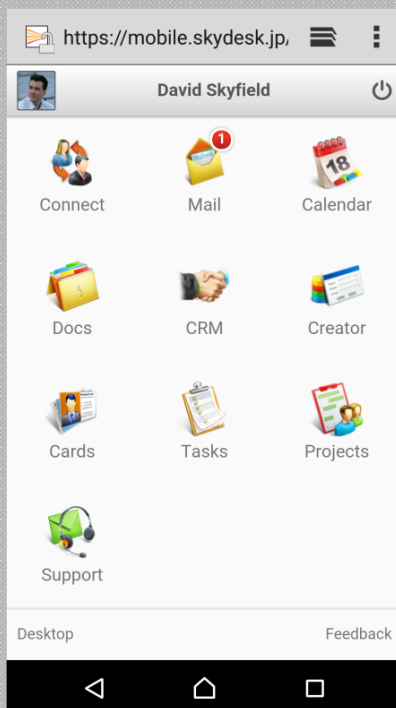 https://mobile.skydesk.jp/
David Skyfield
Connect
SkyDesk
1
Mail
18
Calendar
Docs
CRM
Creator
Cards
Tasks
Projects
Support
Desktop
Feedback